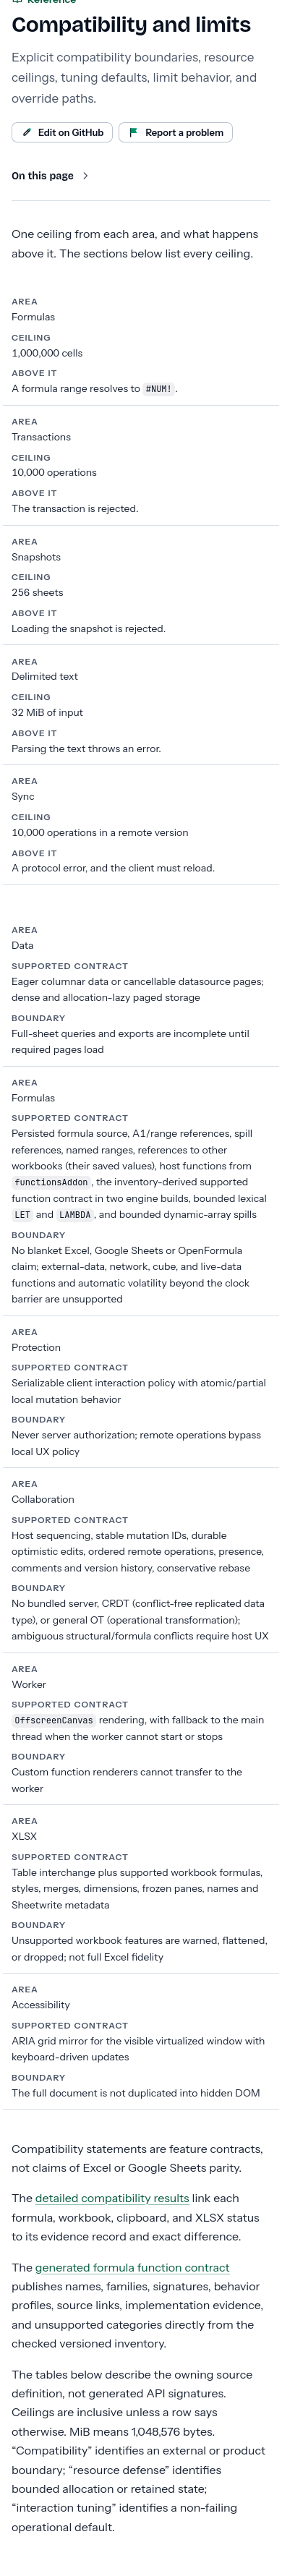 Reference
Compatibility and limits
Explicit compatibility boundaries, resource
ceilings, tuning defaults, limit behavior, and
override paths.
Edit on GitHub
Report a problem
On this page
One ceiling from each area, and what happens
above it. The sections below list every ceiling.
AREA
Formulas
CEILING
1,000,000 cells
ABOVE IT
A formula range resolves to #NUM! .
AREA
Transactions
CEILING
10,000 operations
ABOVE IT
The transaction is rejected.
AREA
Snapshots
CEILING
256 sheets
ABOVE IT
Loading the snapshot is rejected.
AREA
Delimited text
CEILING
32 MiB of input
ABOVE IT
Parsing the text throws an error.
AREA
Sync
CEILING
10,000 operations in a remote version
ABOVE IT
A protocol error, and the client must reload.
AREA
Data
SUPPORTED CONTRACT
Eager columnar data or cancellable datasource pages;
dense and allocation-lazy paged storage
BOUNDARY
Full-sheet queries and exports are incomplete until
required pages load
AREA
Formulas
SUPPORTED CONTRACT
Persisted formula source, A1/range references, spill
references, named ranges, references to other
workbooks (their saved values), host functions from
functionsAddon , the inventory-derived supported
function contract in two engine builds, bounded lexical
LET and LAMBDA , and bounded dynamic-array spills
BOUNDARY
No blanket Excel, Google Sheets or OpenFormula
claim; external-data, network, cube, and live-data
functions and automatic volatility beyond the clock
barrier are unsupported
AREA
Protection
SUPPORTED CONTRACT
Serializable client interaction policy with atomic/partial
local mutation behavior
BOUNDARY
Never server authorization; remote operations bypass
local UX policy
AREA
Collaboration
SUPPORTED CONTRACT
Host sequencing, stable mutation IDs, durable
optimistic edits, ordered remote operations, presence,
comments and version history, conservative rebase
BOUNDARY
No bundled server, CRDT (conflict-free replicated data
type), or general OT (operational transformation);
ambiguous structural/formula conflicts require host UX
AREA
Worker
SUPPORTED CONTRACT
OffscreenCanvas rendering, with fallback to the main
thread when the worker cannot start or stops
BOUNDARY
Custom function renderers cannot transfer to the
worker
AREA
XLSX
SUPPORTED CONTRACT
Table interchange plus supported workbook formulas,
styles, merges, dimensions, frozen panes, names and
Sheetwrite metadata
BOUNDARY
Unsupported workbook features are warned, flattened,
or dropped; not full Excel fidelity
AREA
Accessibility
SUPPORTED CONTRACT
ARIA grid mirror for the visible virtualized window with
keyboard-driven updates
BOUNDARY
The full document is not duplicated into hidden DOM
Compatibility statements are feature contracts,
not claims of Excel or Google Sheets parity.
The detailed compatibility results link each
formula, workbook, clipboard, and XLSX status
to its evidence record and exact difference.
The generated formula function contract
publishes names, families, signatures, behavior
profiles, source links, implementation evidence,
and unsupported categories directly from the
checked versioned inventory.
The tables below describe the owning source
definition, not generated API signatures.
Ceilings are inclusive unless a row says
otherwise. MiB means 1,048,576 bytes.
“Compatibility” identifies an external or product
boundary; “resource defense” identifies
bounded allocation or retained state;
“interaction tuning” identifies a non-failing
operational default.